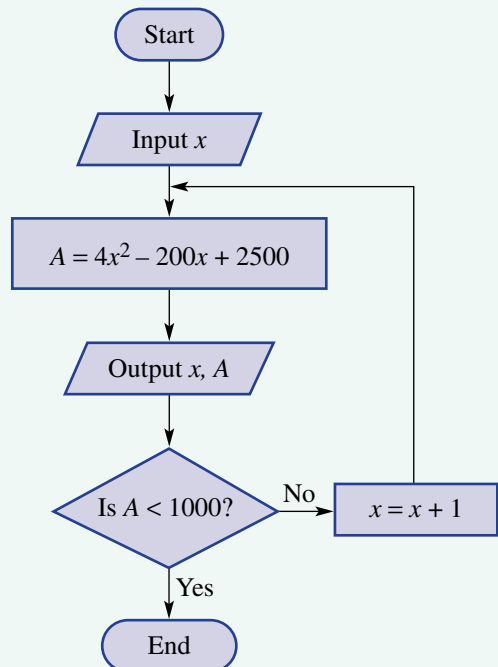 Start
Input x
A = 4x² – 200x + 2500
Output x, A
Is A < 1000?
No
x = x + 1
Yes
End